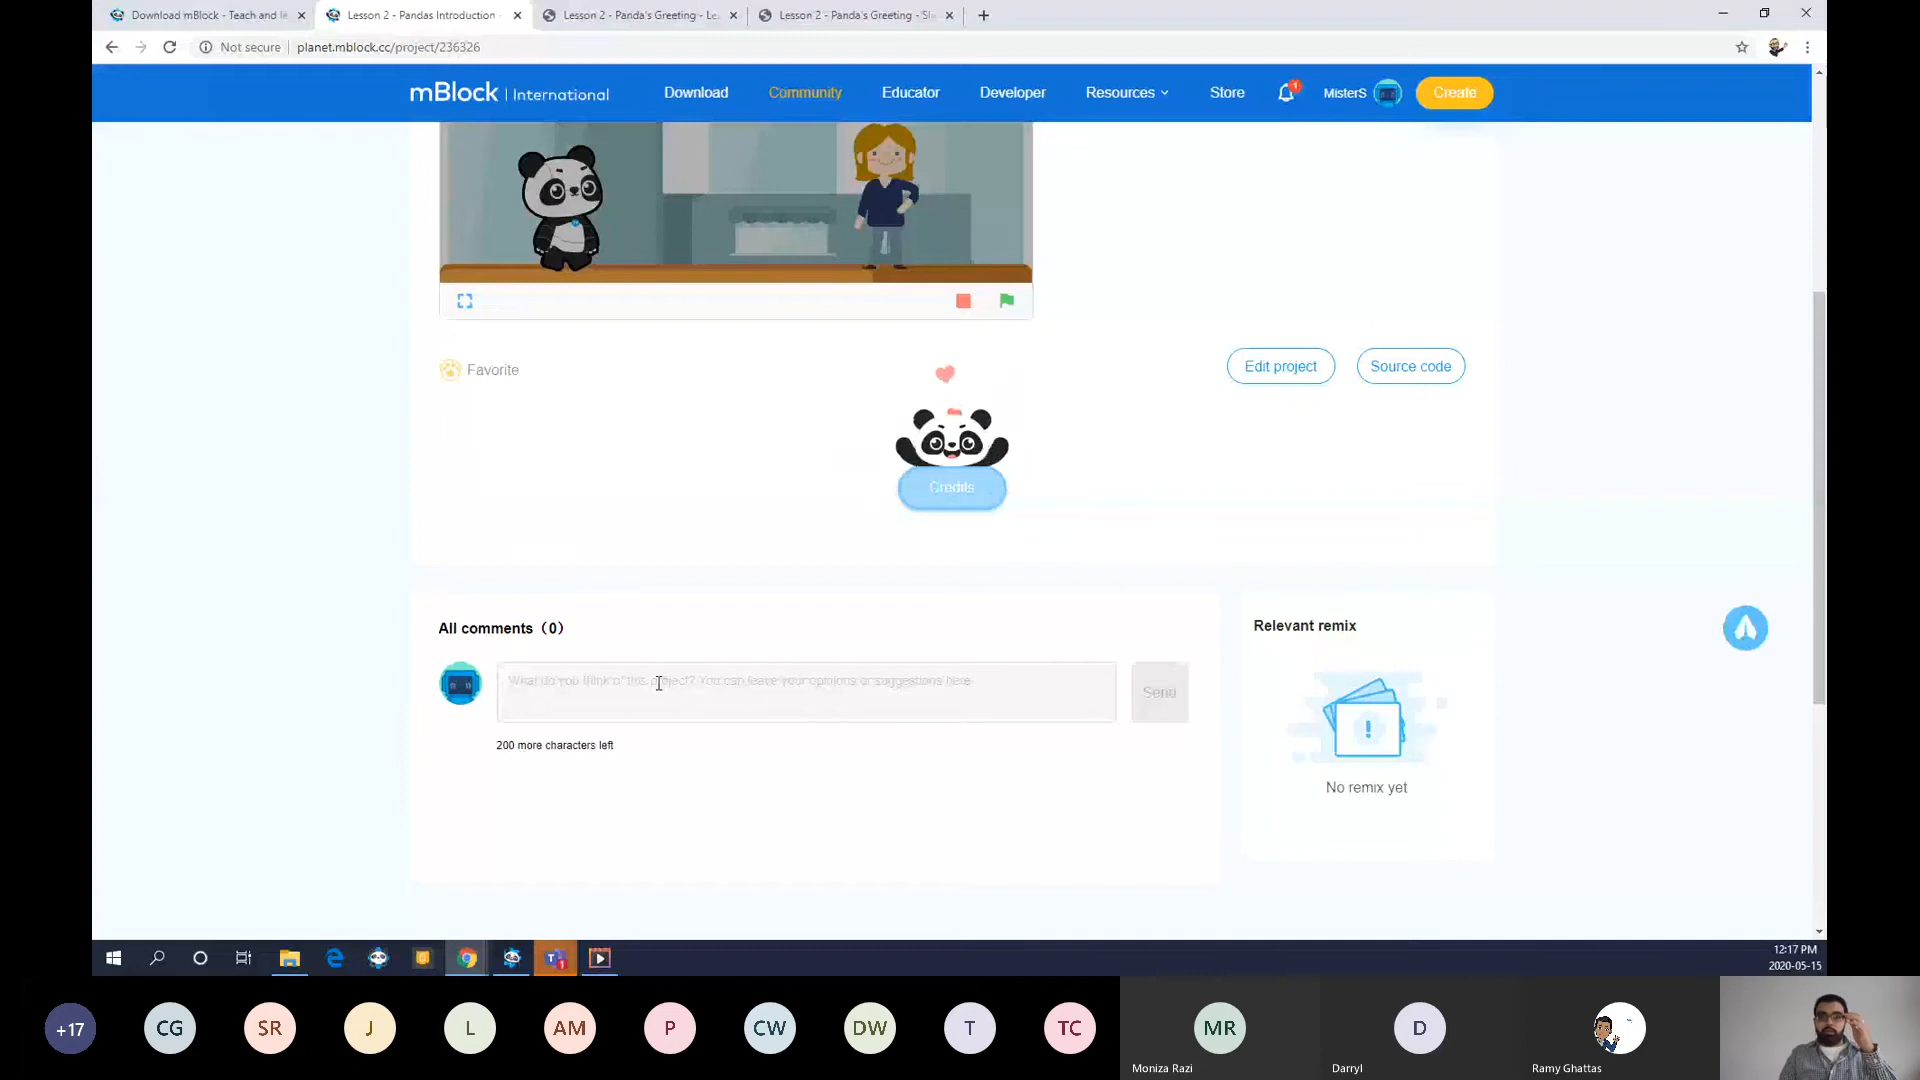 Download mBlock - Teach and le
Lesson 2 - Pandas Introduction
Lesson 2 - Panda's Greeting - Le
Lesson 2 - Panda's Greeting - Sli
Not secure
planet.mblock.cc/project/236326
mBlock | International
Download
Community
Educator
Developer
Resources
Store
1
MisterS
Create
Favorite
Edit project
Source code
Credits
All comments (0)
Relevant remix
What do you think of this project? You can leave your opinions or suggestions here
Send
200 more characters left
!
No remix yet
1
12:17 PM
2020-05-15
+17
CG
SR
J
L
AM
P
CW
DW
T
TC
MR
D
Moniza Razi
Darryl
Ramy Ghattas